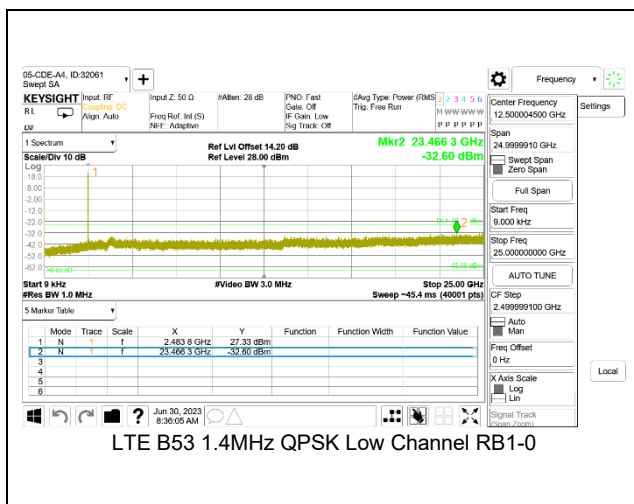 05-CDE-A4, ID:32061
Swept SA
Frequency
KEYSIGHT
RL
Input: RF
Coupling: DC
Align: Auto
Input Z: 50 Ω
Freq Ref: Int (S)
NFE: Adaptive
#Atten: 28 dB
PNO: Fast
Gate: Off
IF Gain: Low
Sig Track: Off
#Avg Type: Power (RMS
Trig: Free Run
1 2 3 4 5 6
M W W W W W
P P P P P P
Center Frequency
12.500004500 GHz
Settings
Span
24.9999910 GHz
Swept Span
Zero Span
Full Span
Start Freq
9.000 kHz
Stop Freq
25.000000000 GHz
AUTO TUNE
CF Step
2.499999100 GHz
Auto
Man
Freq Offset
0 Hz
X Axis Scale
Log
Lin
Signal Track
(Span Zoom)
Local
1 Spectrum
Scale/Div 10 dB
Log
Ref Lvl Offset 14.20 dB
Ref Level 28.00 dBm
Mkr2 23.466 3 GHz
-32.60 dBm
1
2
18.0
8.00
-2.00
-12.0
-22.0
-32.0
-42.0
-52.0
-62.0
Start 9 kHz
#Res BW 1.0 MHz
#Video BW 3.0 MHz
Stop 25.00 GHz
Sweep ~45.4 ms (40001 pts)
5 Marker Table
Mode Trace Scale X Y Function Function Width Function Value
1 N 1 f 2.483 8 GHz 27.33 dBm
2 N 1 f 23.466 3 GHz -32.60 dBm
3
4
5
6
?
Jun 30, 2023
8:36:05 AM
LTE B53 1.4MHz QPSK Low Channel RB1-0